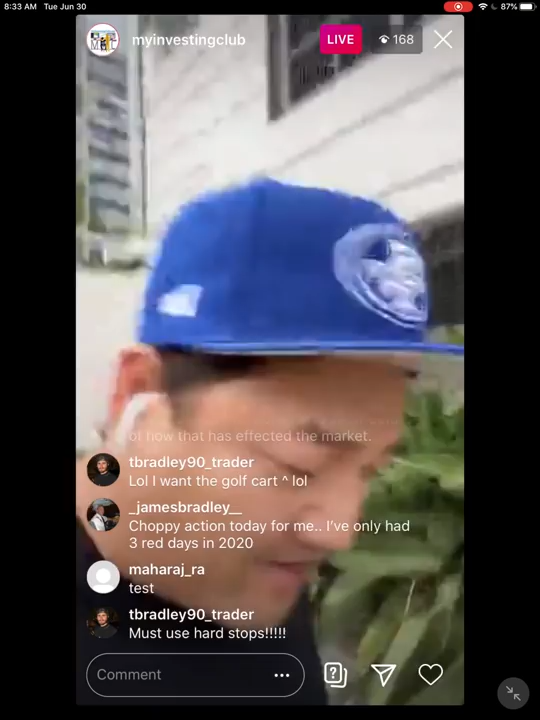 8:33 AM Tue Jun 30
87%
myinvestingclub
LIVE
168
of how that has effected the market.
tbradley90_trader
Lol I want the golf cart ^ lol
_jamesbradley__
Choppy action today for me.. I've only had
3 red days in 2020
maharaj_ra
test
tbradley90_trader
Must use hard stops!!!!!
Comment